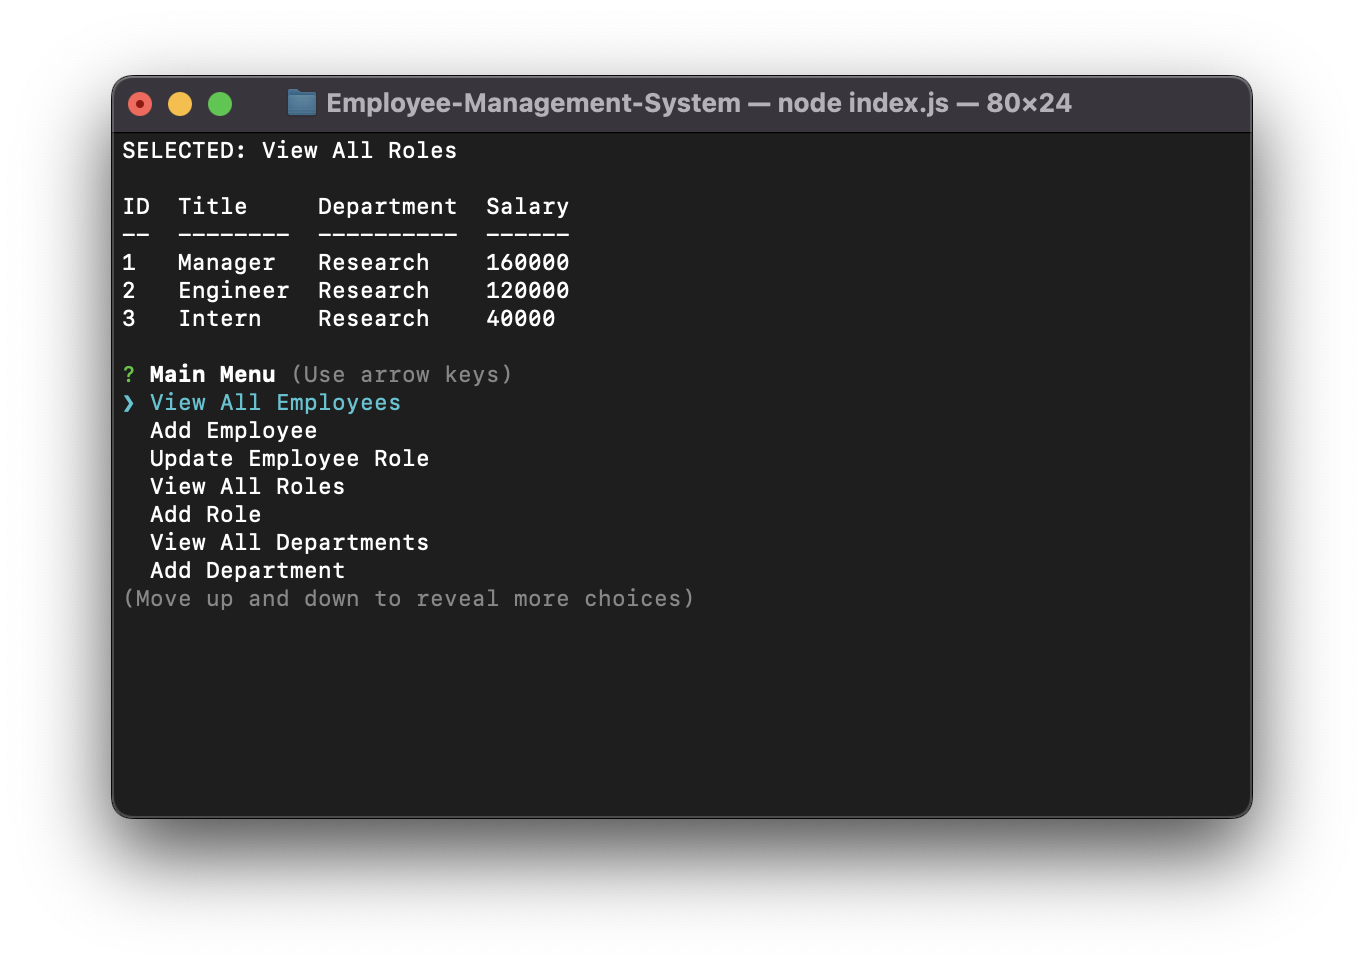 Employee-Management-System — node index.js — 80×24
SELECTED: View All Roles
ID  Title     Department  Salary
--  --------  ----------  ------
1   Manager   Research    160000
2   Engineer  Research    120000
3   Intern    Research    40000
? Main Menu (Use arrow keys)
❯ View All Employees
  Add Employee
  Update Employee Role
  View All Roles
  Add Role
  View All Departments
  Add Department
(Move up and down to reveal more choices)